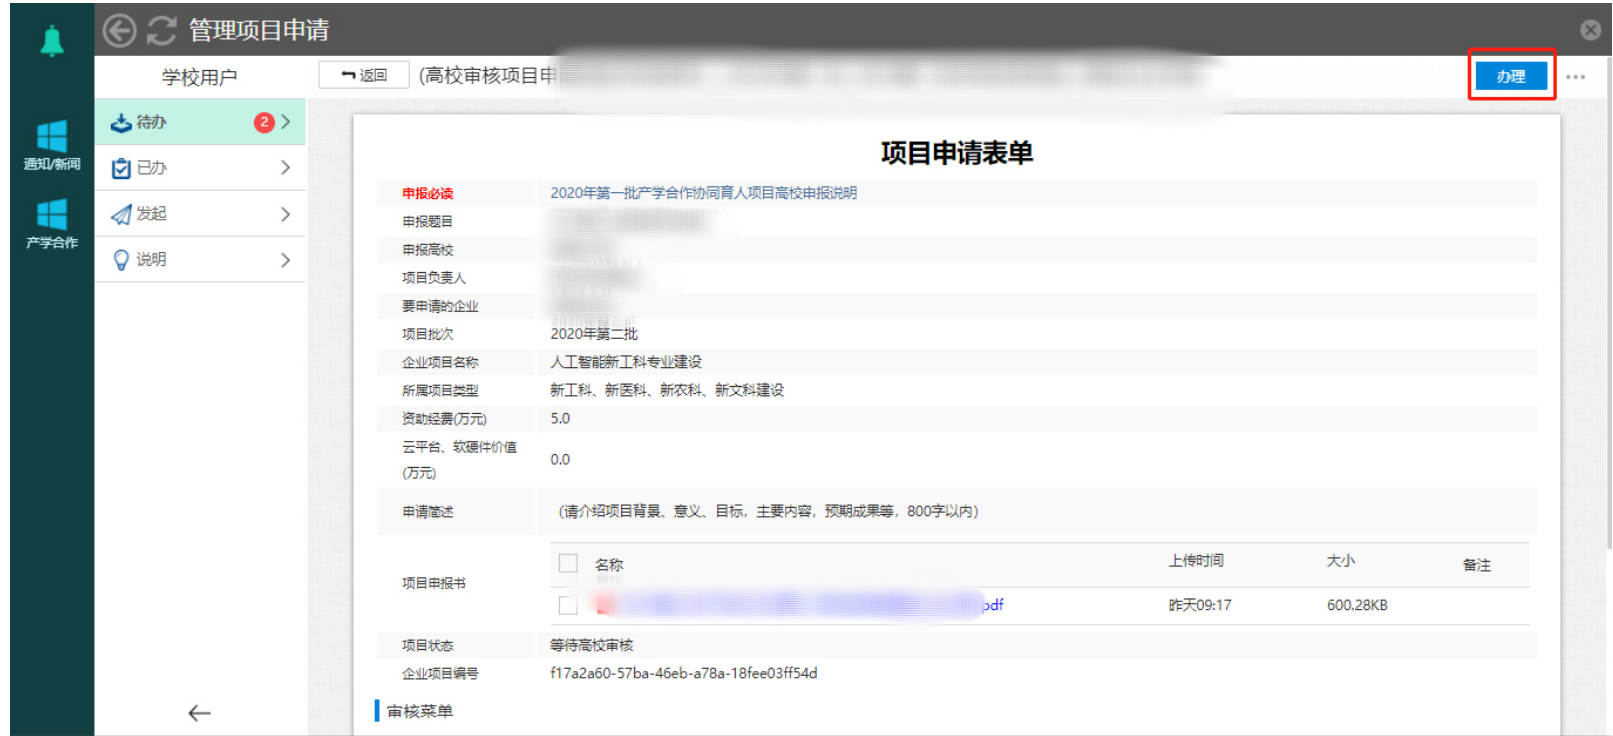 管理项目申请
通知/新闻
产学合作
学校用户
待办 2
已办
发起
说明
返回 (高校审核项目申
办理
项目申请表单
申报必读 2020年第一批产学合作协同育人项目高校申报说明
申报题目
申报高校
项目负责人
要申请的企业
项目批次 2020年第二批
企业项目名称 人工智能新工科专业建设
所属项目类型 新工科、新医科、新农科、新文科建设
资助经费(万元) 5.0
云平台、软硬件价值
(万元) 0.0
申请简述 (请介绍项目背景、意义、目标，主要内容，预期成果等，800字以内)
项目申报书
名称 上传时间 大小 备注
pdf 昨天09:17 600.28KB
项目状态 等待高校审核
企业项目编号 f17a2a60-57ba-46eb-a78a-18fee03ff54d
审核菜单